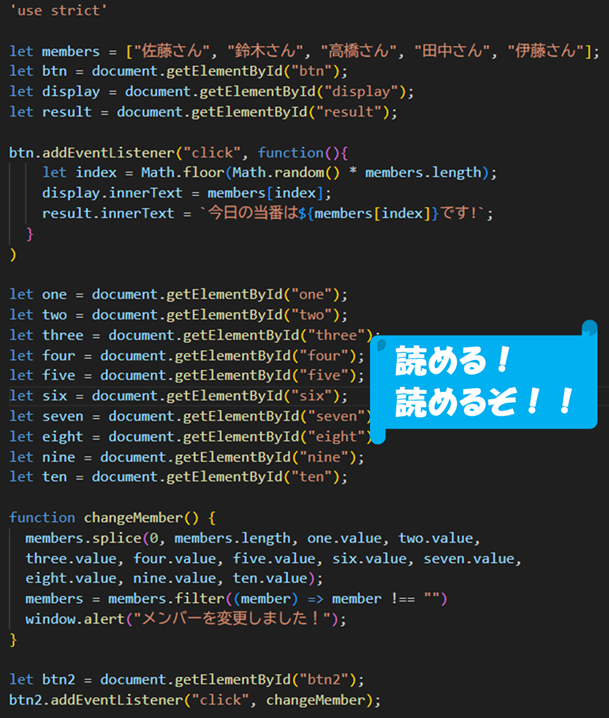 'use strict'
let members = ["佐藤さん", "鈴木さん", "高橋さん", "田中さん", "伊藤さん"];
let btn = document.getElementById("btn");
let display = document.getElementById("display");
let result = document.getElementById("result");
btn.addEventListener("click", function(){
let index = Math.floor(Math.random() * members.length);
display.innerText = members[index];
result.innerText = `今日の当番は${members[index]}です!`;
}
)
let one = document.getElementById("one");
let two = document.getElementById("two");
let three = document.getElementById("three");
let four = document.getElementById("four");
let five = document.getElementById("five");
let six = document.getElementById("six");
let seven = document.getElementById("seven")
let eight = document.getElementById("eight")
let nine = document.getElementById("nine");
let ten = document.getElementById("ten");
読める！
読めるぞ！！
function changeMember() {
members.splice(0, members.length, one.value, two.value,
three.value, four.value, five.value, six.value, seven.value,
eight.value, nine.value, ten.value);
members = members.filter((member) => member !== "")
window.alert("メンバーを変更しました！");
}
let btn2 = document.getElementById("btn2");
btn2.addEventListener("click", changeMember);